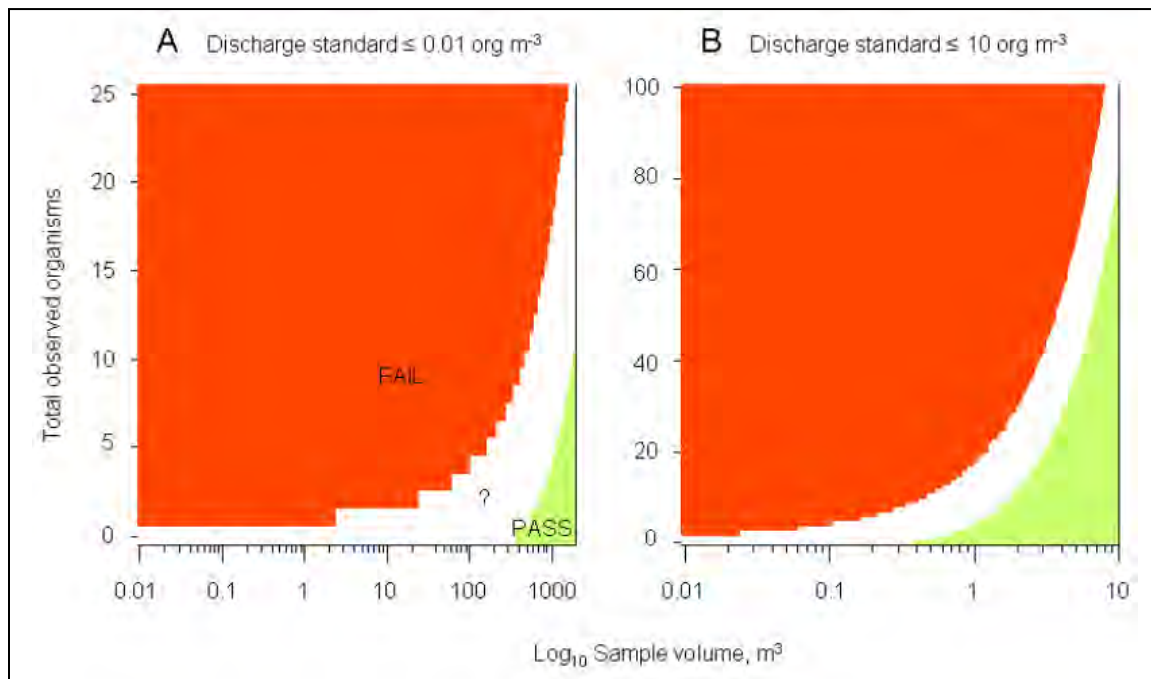 A Discharge standard ≤ 0.01 org m⁻³
B Discharge standard ≤ 10 org m⁻³
Total observed organisms
25
20
15
10
5
0
FAIL
?
PASS
0.01 0.1 1 10 100 1000
100
80
60
40
20
0
0.01 0.1 1 10
Log₁₀ Sample volume, m³